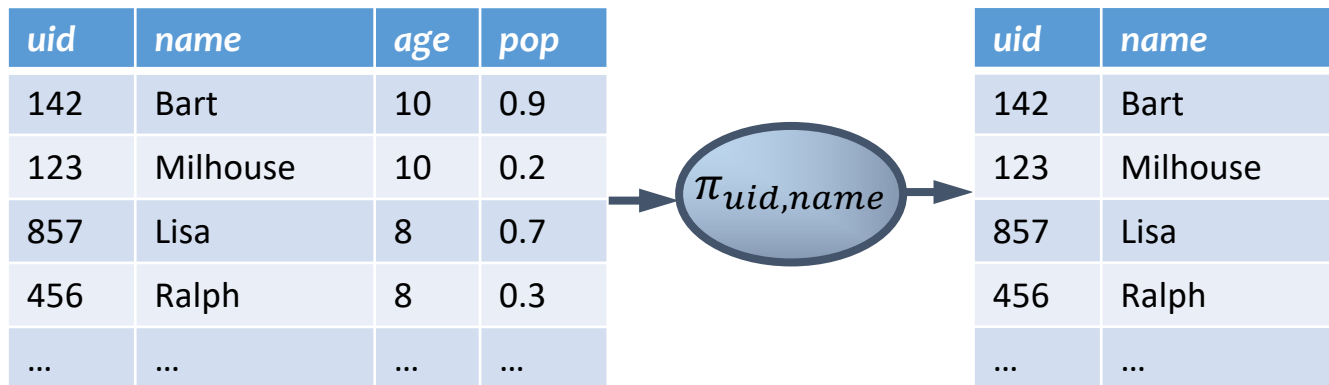 uid name age pop
142 Bart 10 0.9
123 Milhouse 10 0.2
857 Lisa 8 0.7
456 Ralph 8 0.3
... ... ... ...
π uid,name
uid name
142 Bart
123 Milhouse
857 Lisa
456 Ralph
... ...